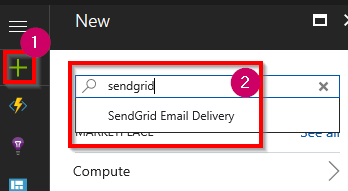 New
1
sendgrid
2
SendGrid Email Delivery
MARKETPLACE
See all
Compute